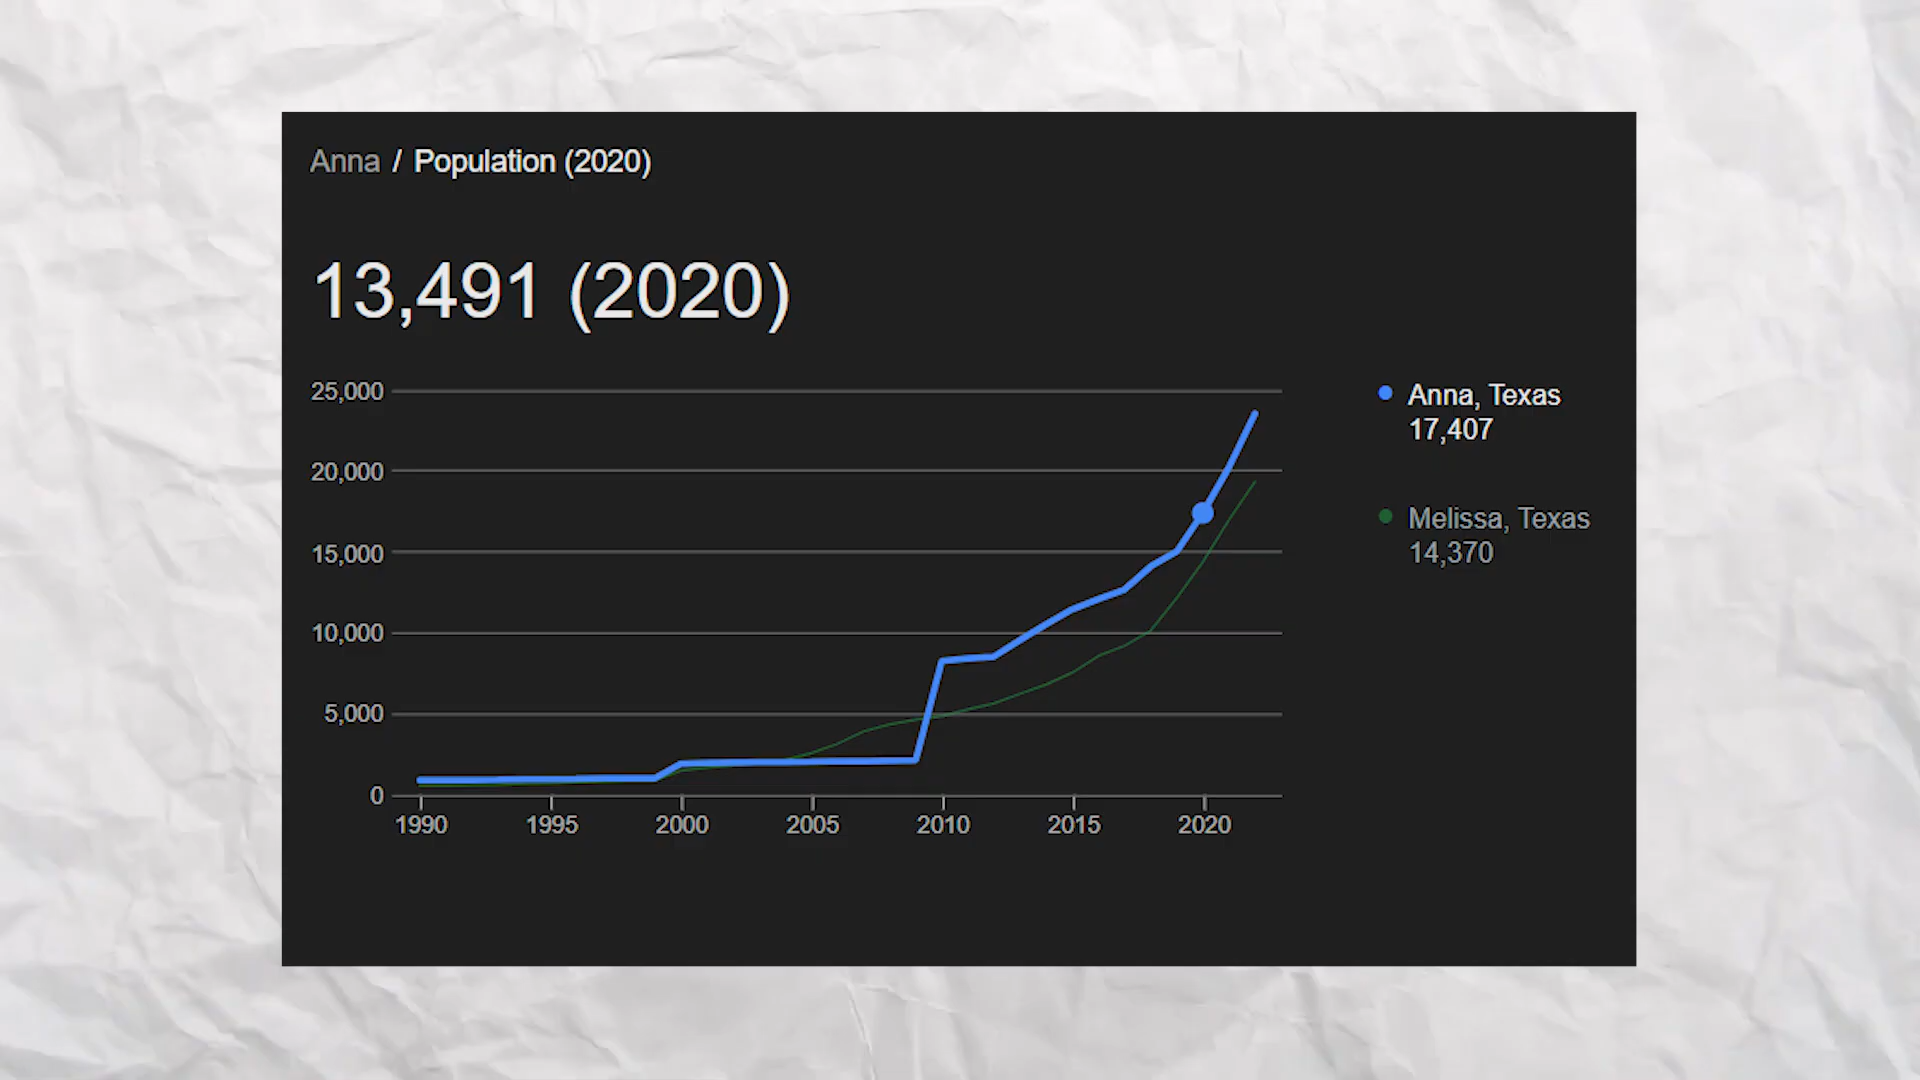 Anna / Population (2020)
13,491 (2020)
25,000
20,000
15,000
10,000
5,000
0
1990 1995 2000 2005 2010 2015 2020
Anna, Texas
17,407
Melissa, Texas
14,370